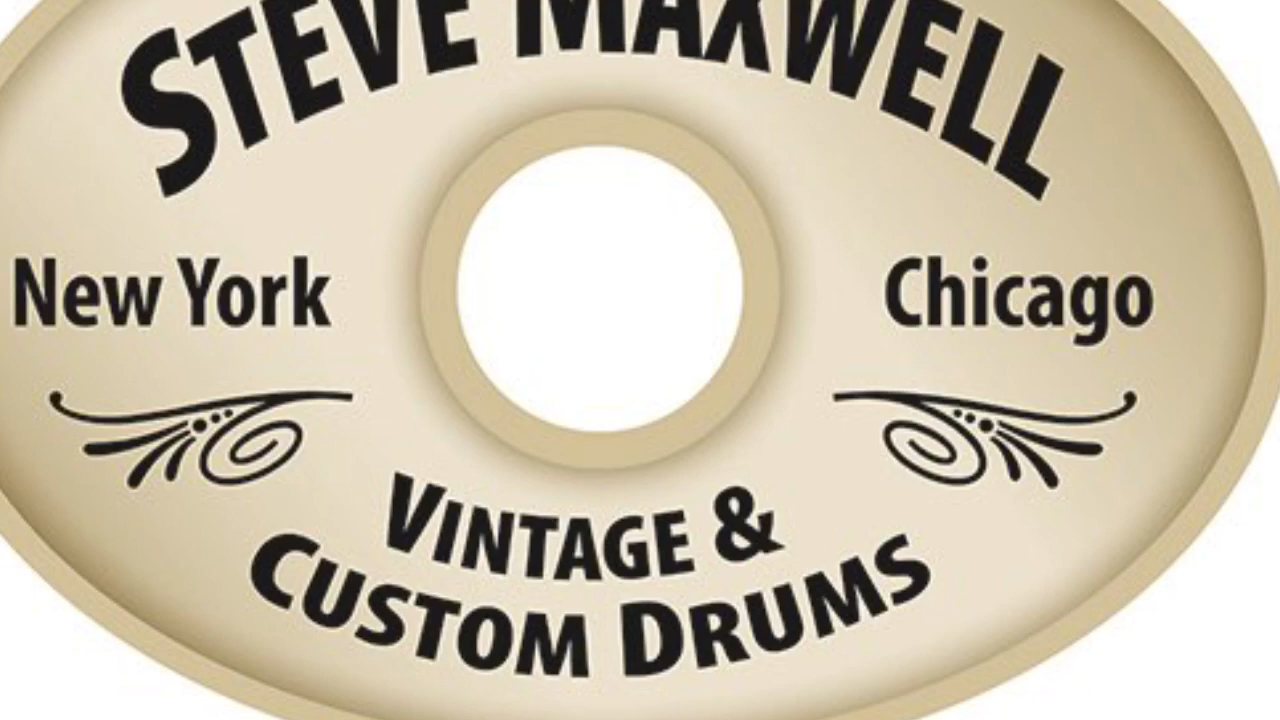 STEVE MAXWELL
New York
Chicago
VINTAGE &
CUSTOM DRUMS